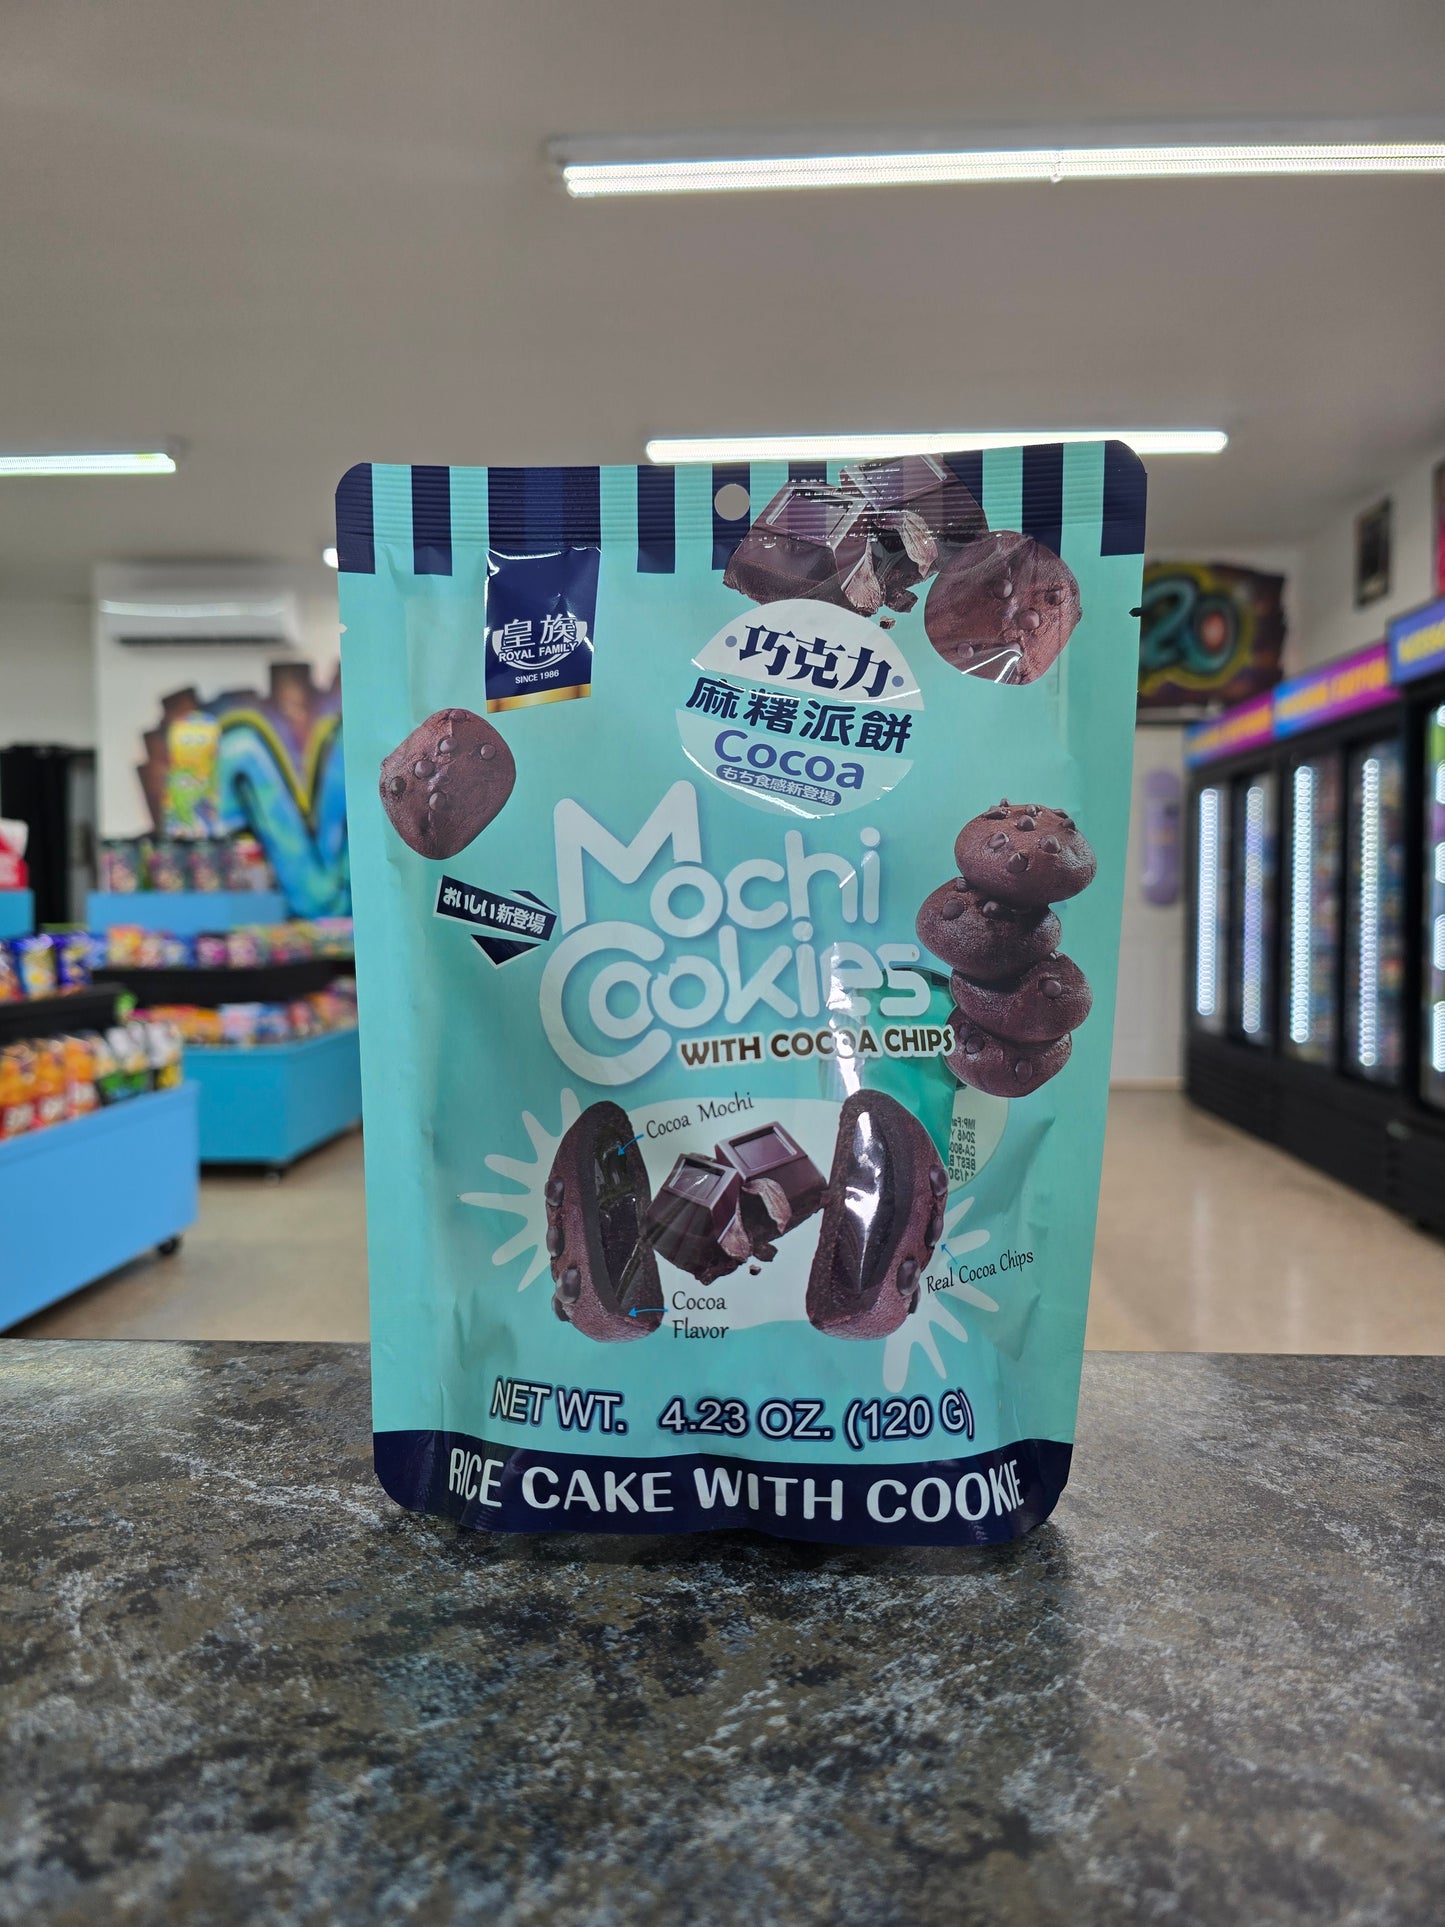 皇族
ROYAL FAMILY
SINCE 1986
巧克力
麻糬派餅
Cocoa
もち食感新登場
Mochi
Cookies
WITH COCOA CHIPS
おいしい新登場
Cocoa Mochi
Cocoa
Flavor
Real Cocoa Chips
NET WT. 4.23 OZ. (120 G)
RICE CAKE WITH COOKIE